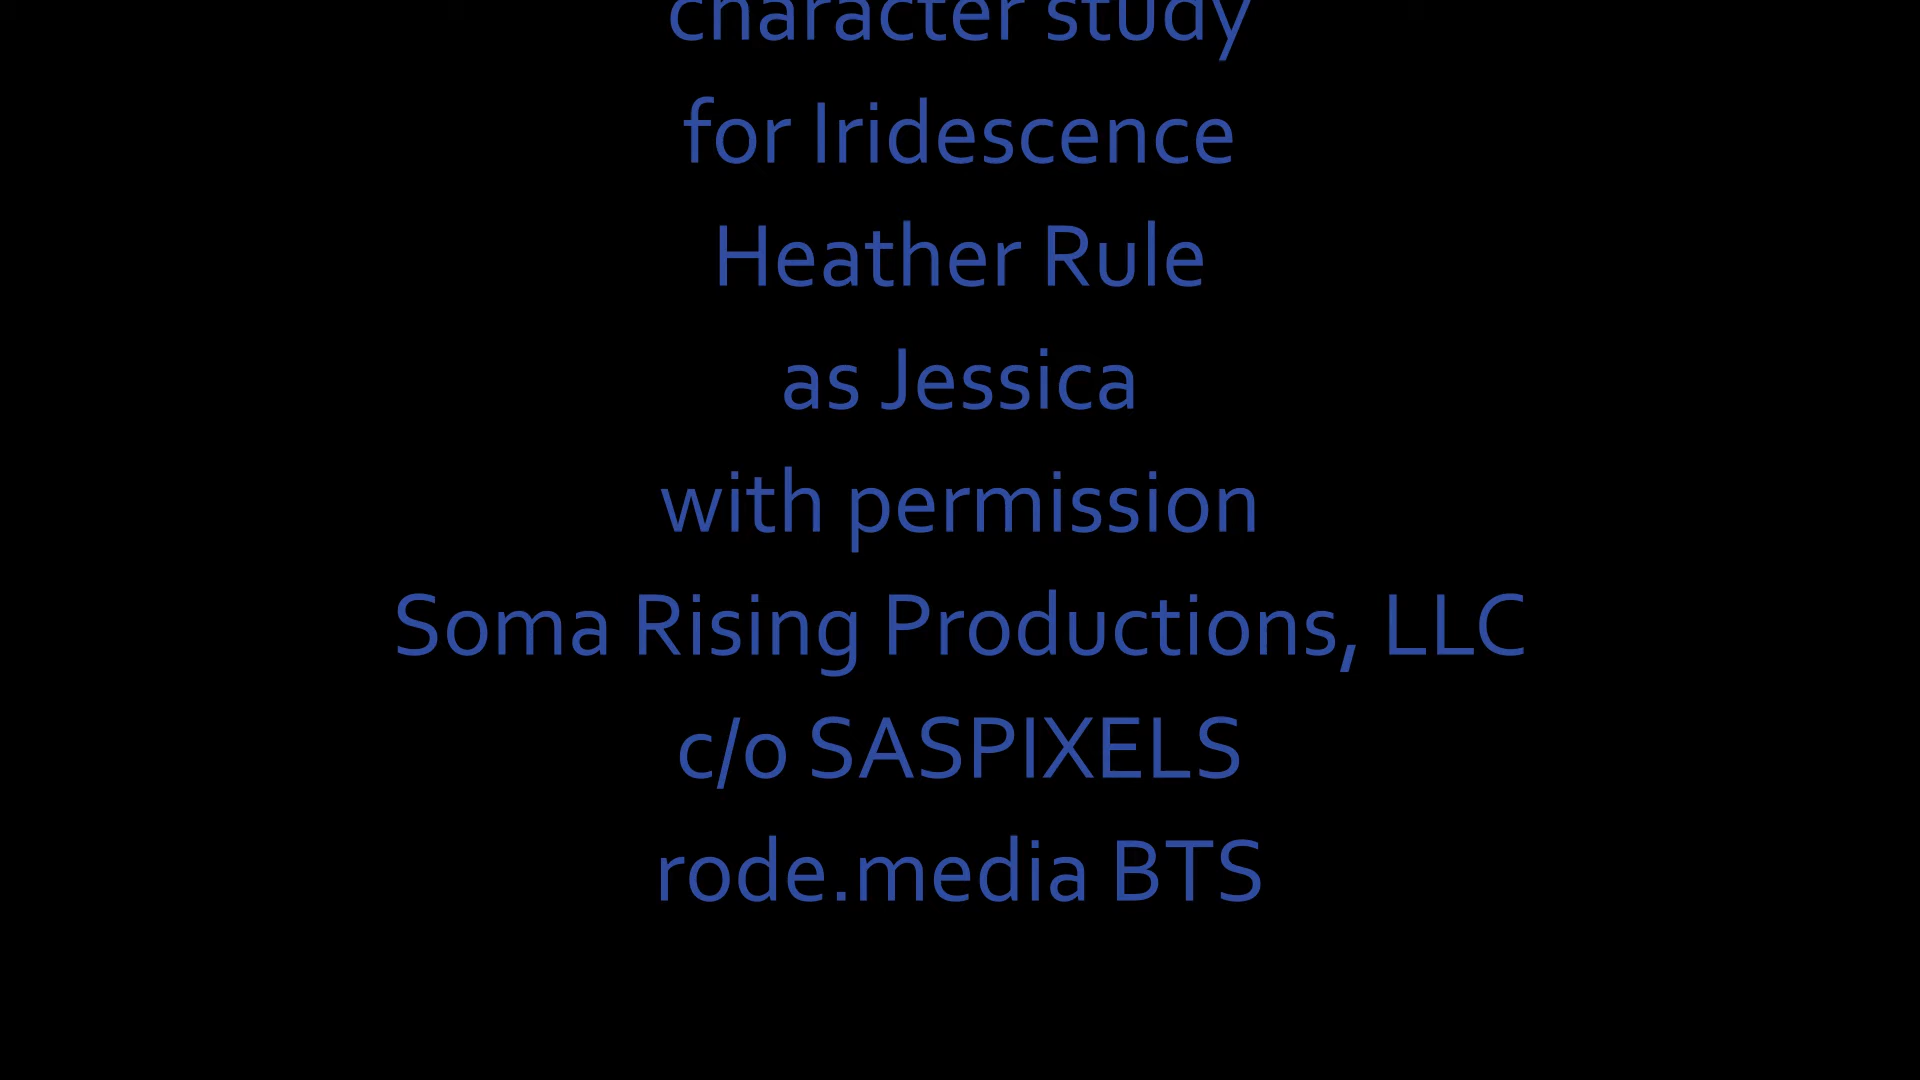 character study
for Iridescence
Heather Rule
as Jessica
with permission
Soma Rising Productions, LLC
c/o SASPIXELS
rode.media BTS